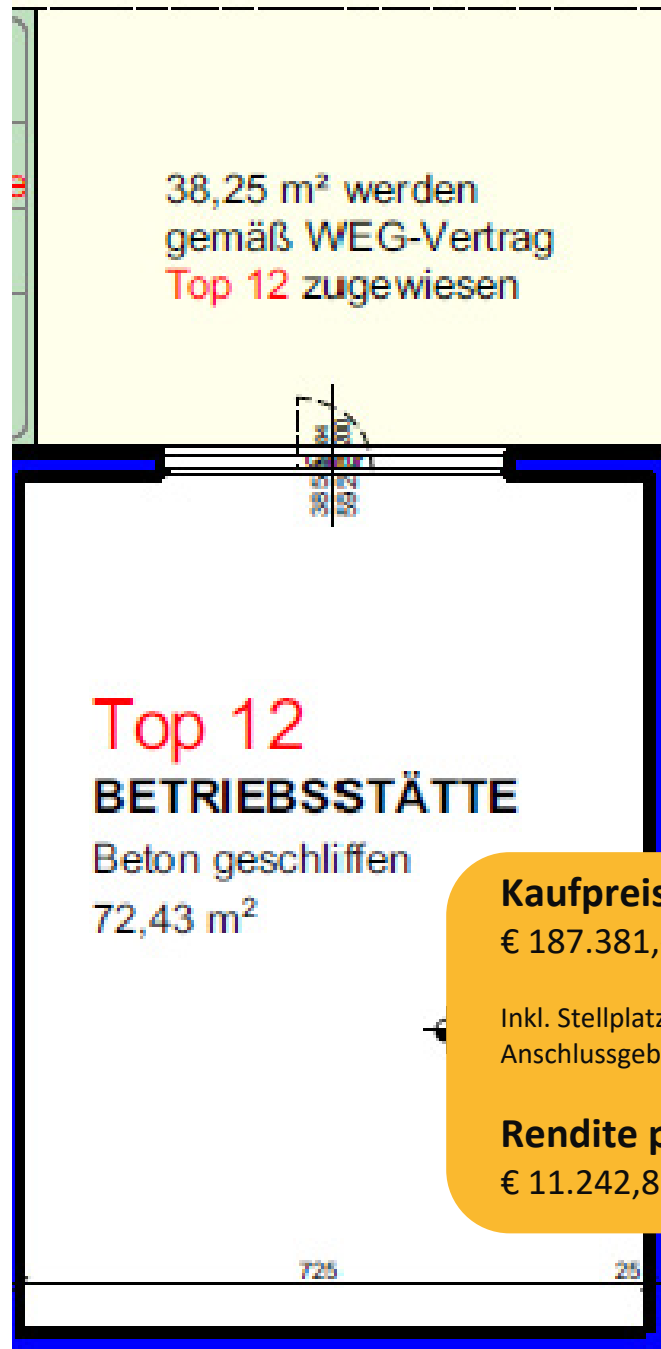 38,25 m² werden
gemäß WEG-Vertrag
Top 12 zugewiesen
Top 12
BETRIEBSSTÄTTE
Beton geschliffen
72,43 m²
Kaufpreis
€ 187.381,
Inkl. Stellplatz
Anschlussgeb
Rendite p
€ 11.242,8
725
25